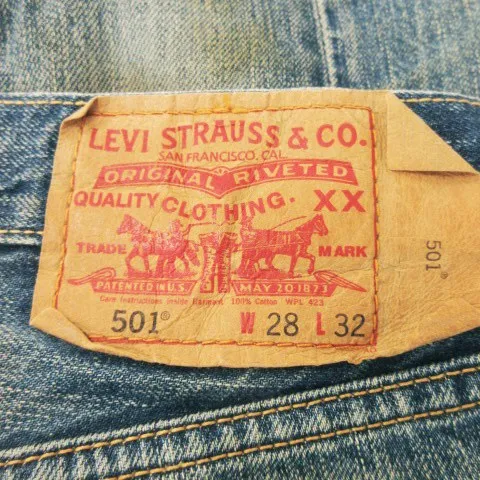 LEVI STRAUSS & CO.
SAN FRANCISCO, CAL.
ORIGINAL RIVETED
QUALITY CLOTHING. XX
TRADE MARK
PATENTED IN U.S. MAY 20 1873
Care Instructions inside Garment 100% Cotton WPL 423
501® W 28 L 32
501®